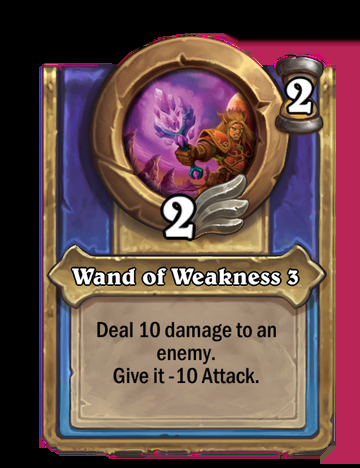 2
2
Wand of Weakness 3
Deal 10 damage to an
enemy.
Give it -10 Attack.